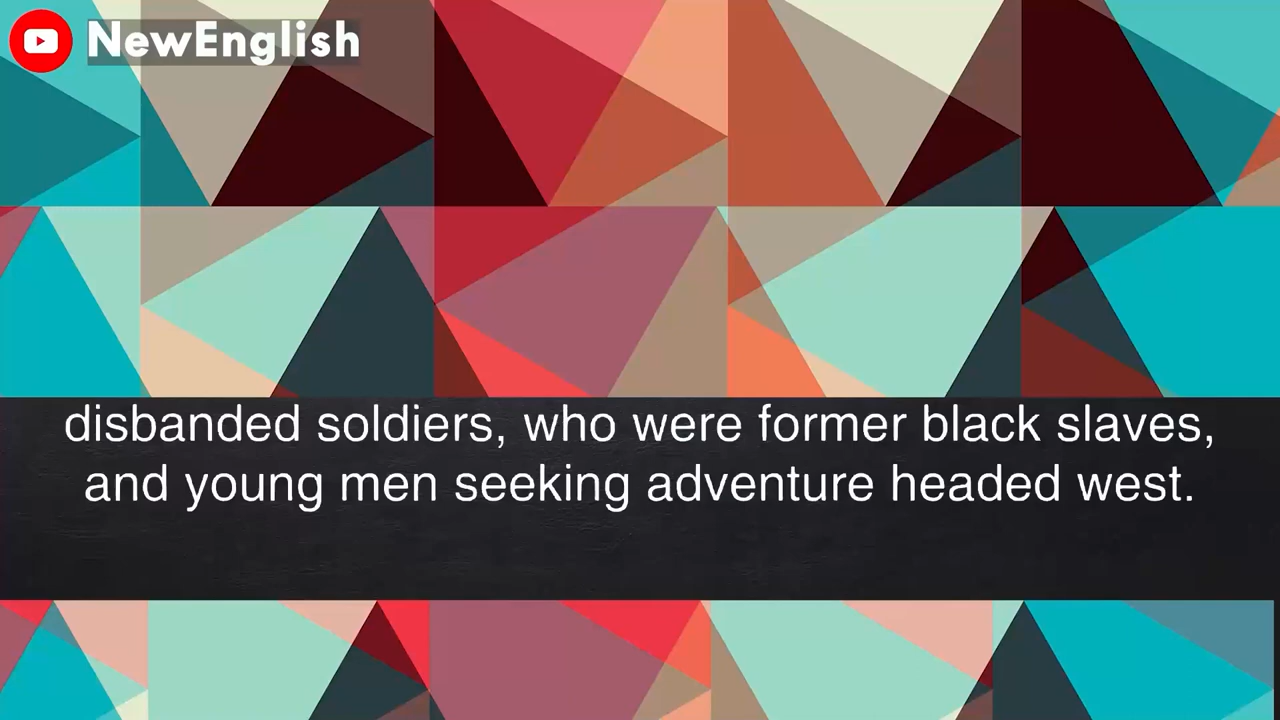 NewEnglish
disbanded soldiers, who were former black slaves,
and young men seeking adventure headed west.